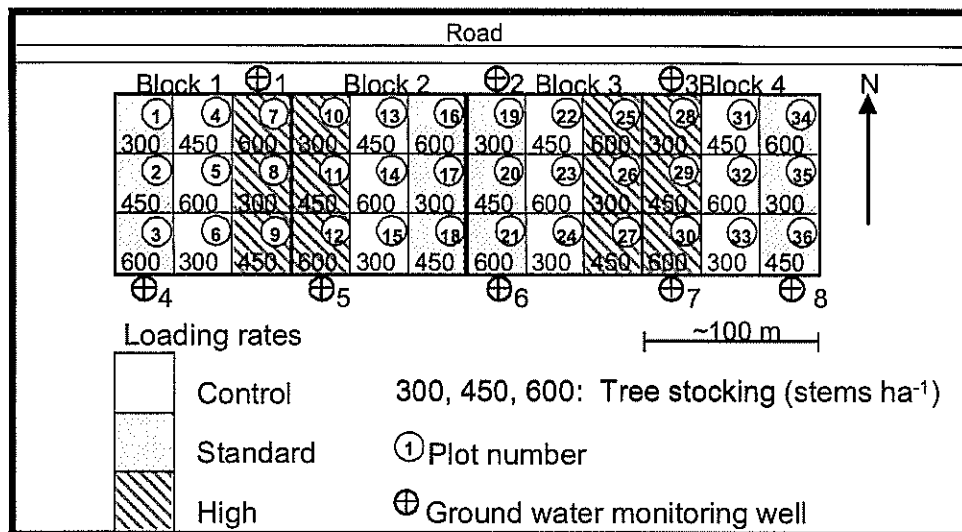 Road
Block 1 1 Block 2 2 Block 3 3 Block 4 N
1 4 7 10 13 16 19 22 25 28 31 34
300 450 600 300 450 600 300 450 600 300 450 600
2 5 8 11 14 17 20 23 26 29 32 35
450 600 300 450 600 300 450 600 300 450 600 300
3 6 9 12 15 18 21 24 27 30 33 36
600 300 450 600 300 450 600 300 450 600 300 450
4 5 6 7 8
Loading rates ~100 m
Control 300, 450, 600: Tree stocking (stems ha⁻¹)
Standard 1 Plot number
High Ground water monitoring well